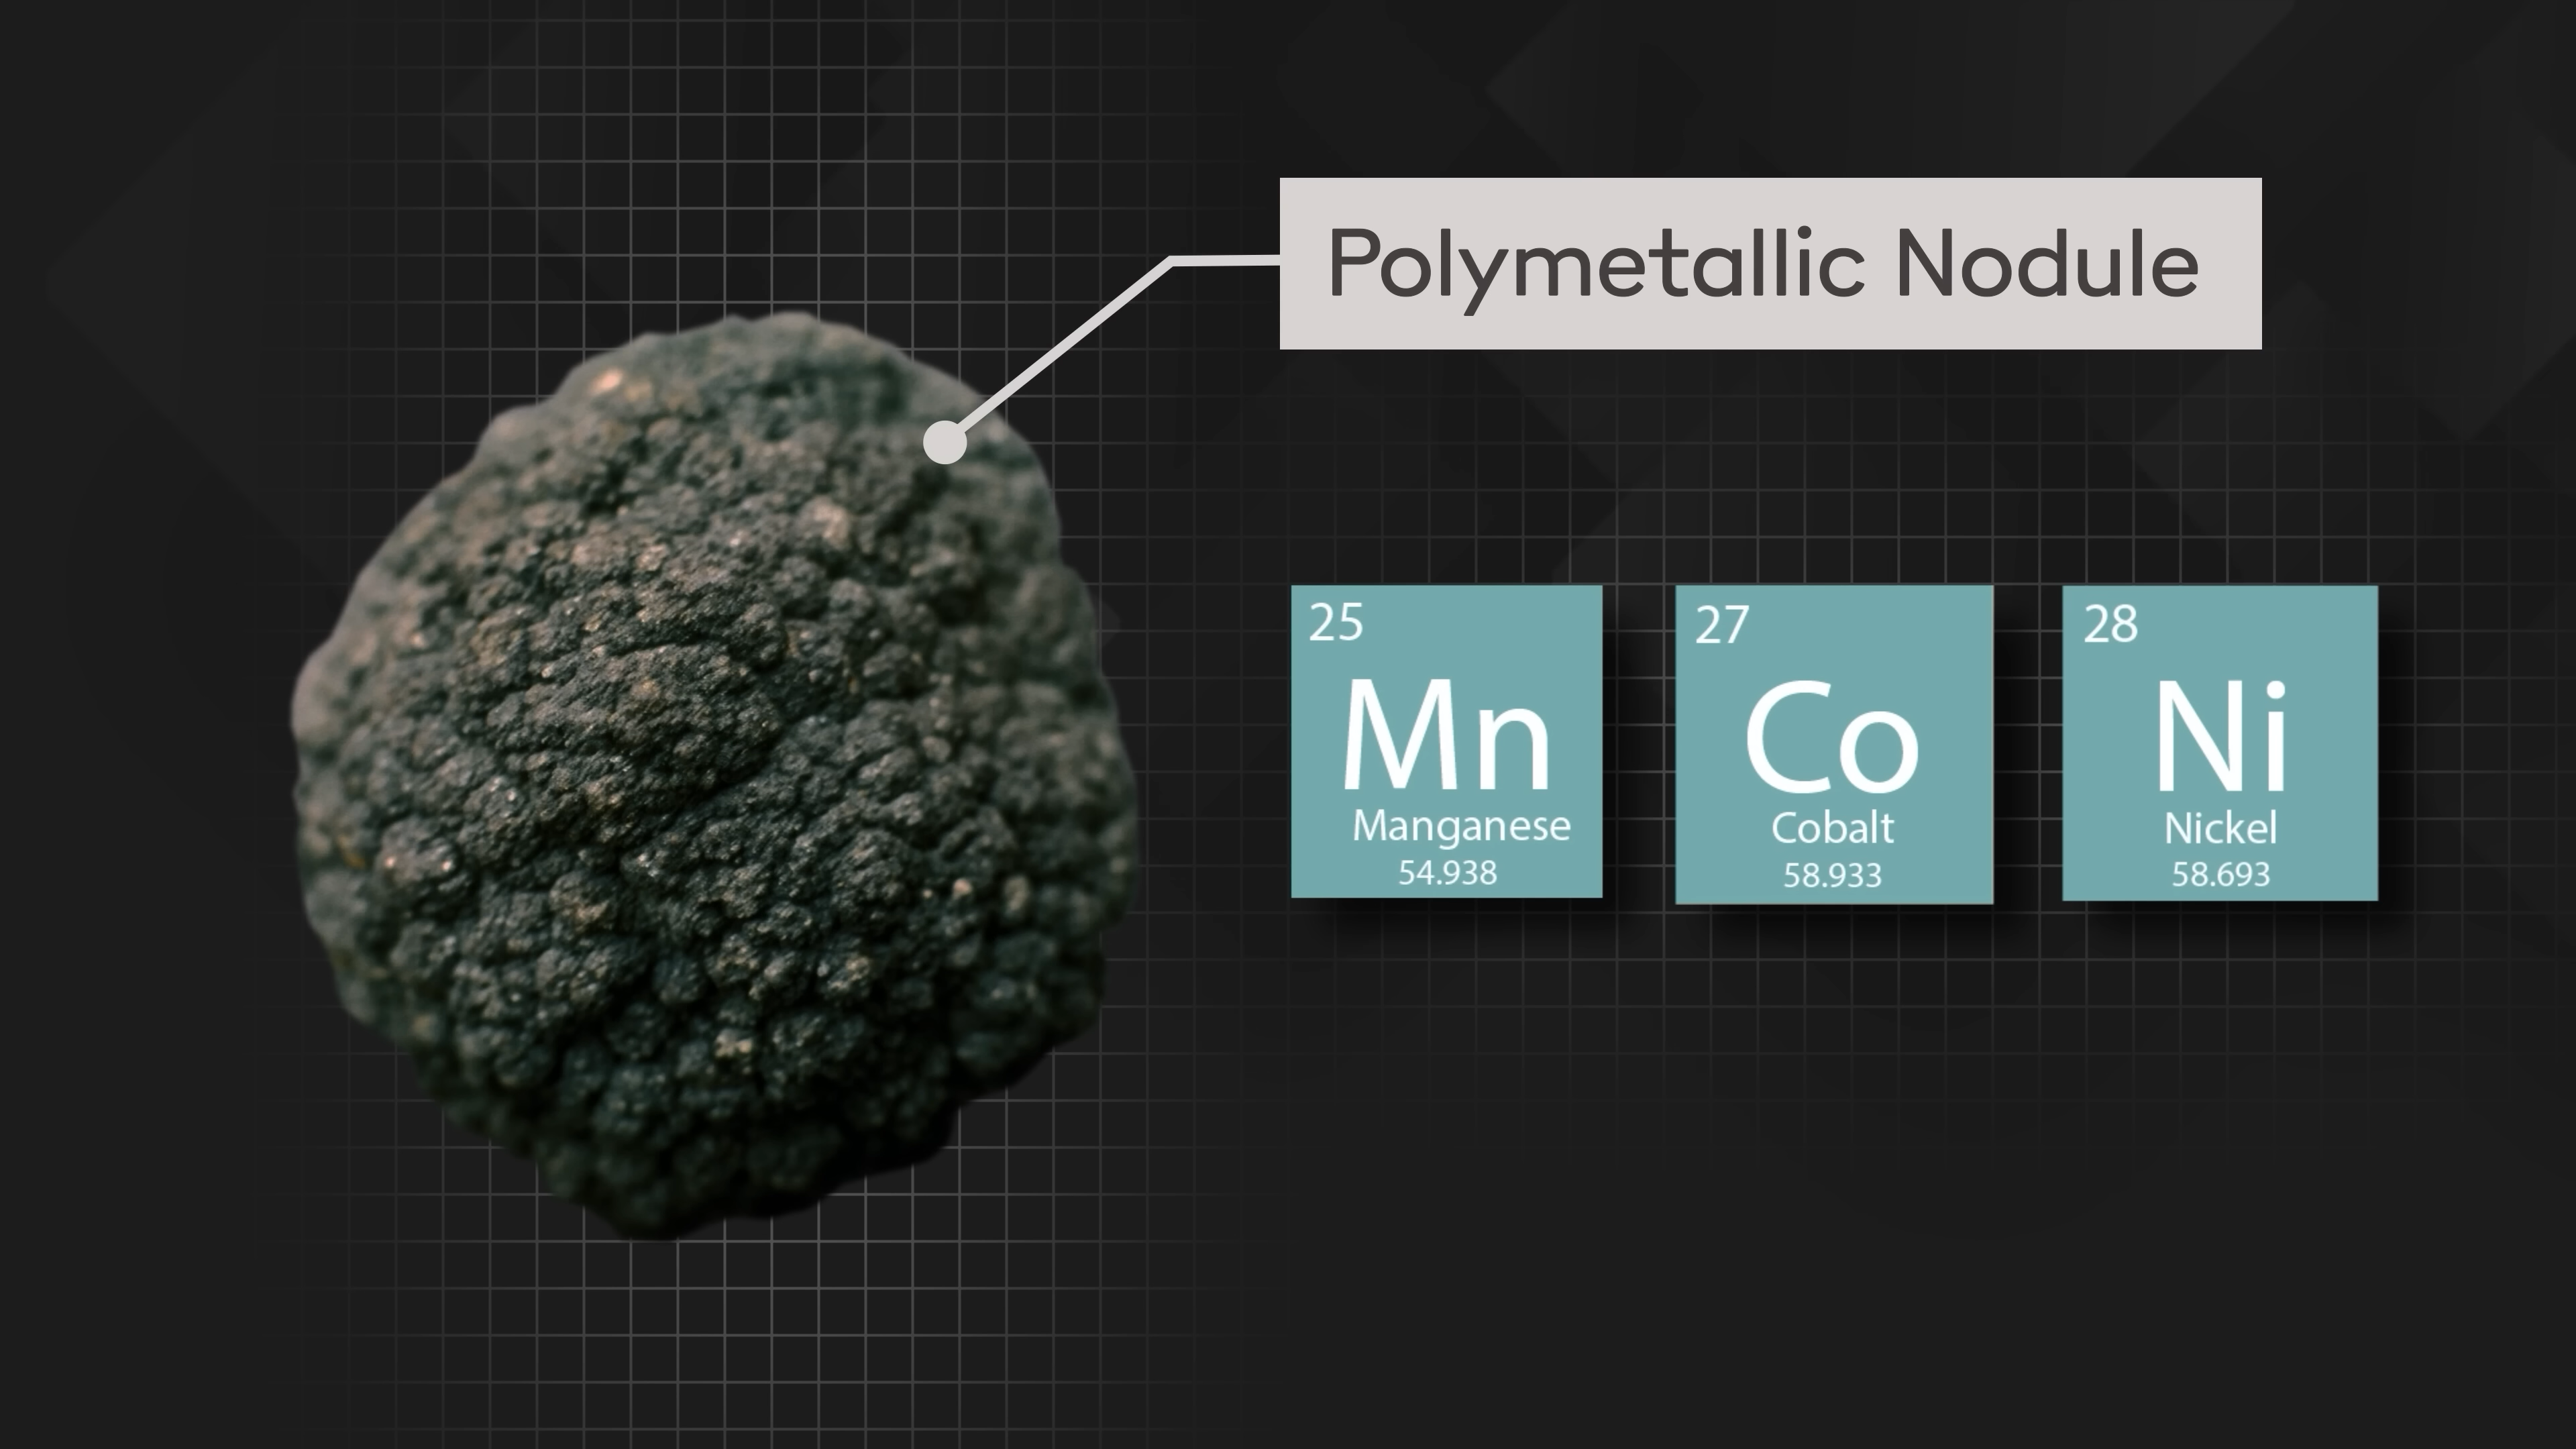 Polymetallic Nodule
25
Mn
Manganese
54.938
27
Co
Cobalt
58.933
28
Ni
Nickel
58.693